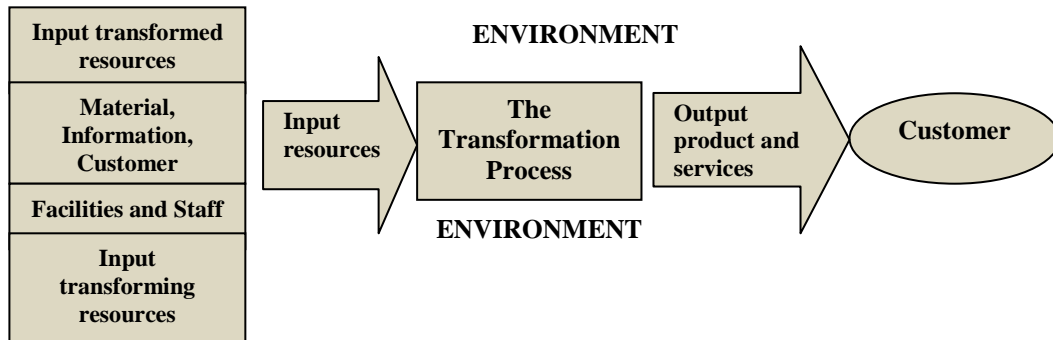 Input transformed
resources
Material,
Information,
Customer
Facilities and Staff
Input
transforming
resources
Input
resources
ENVIRONMENT
The
Transformation
Process
ENVIRONMENT
Output
product and
services
Customer